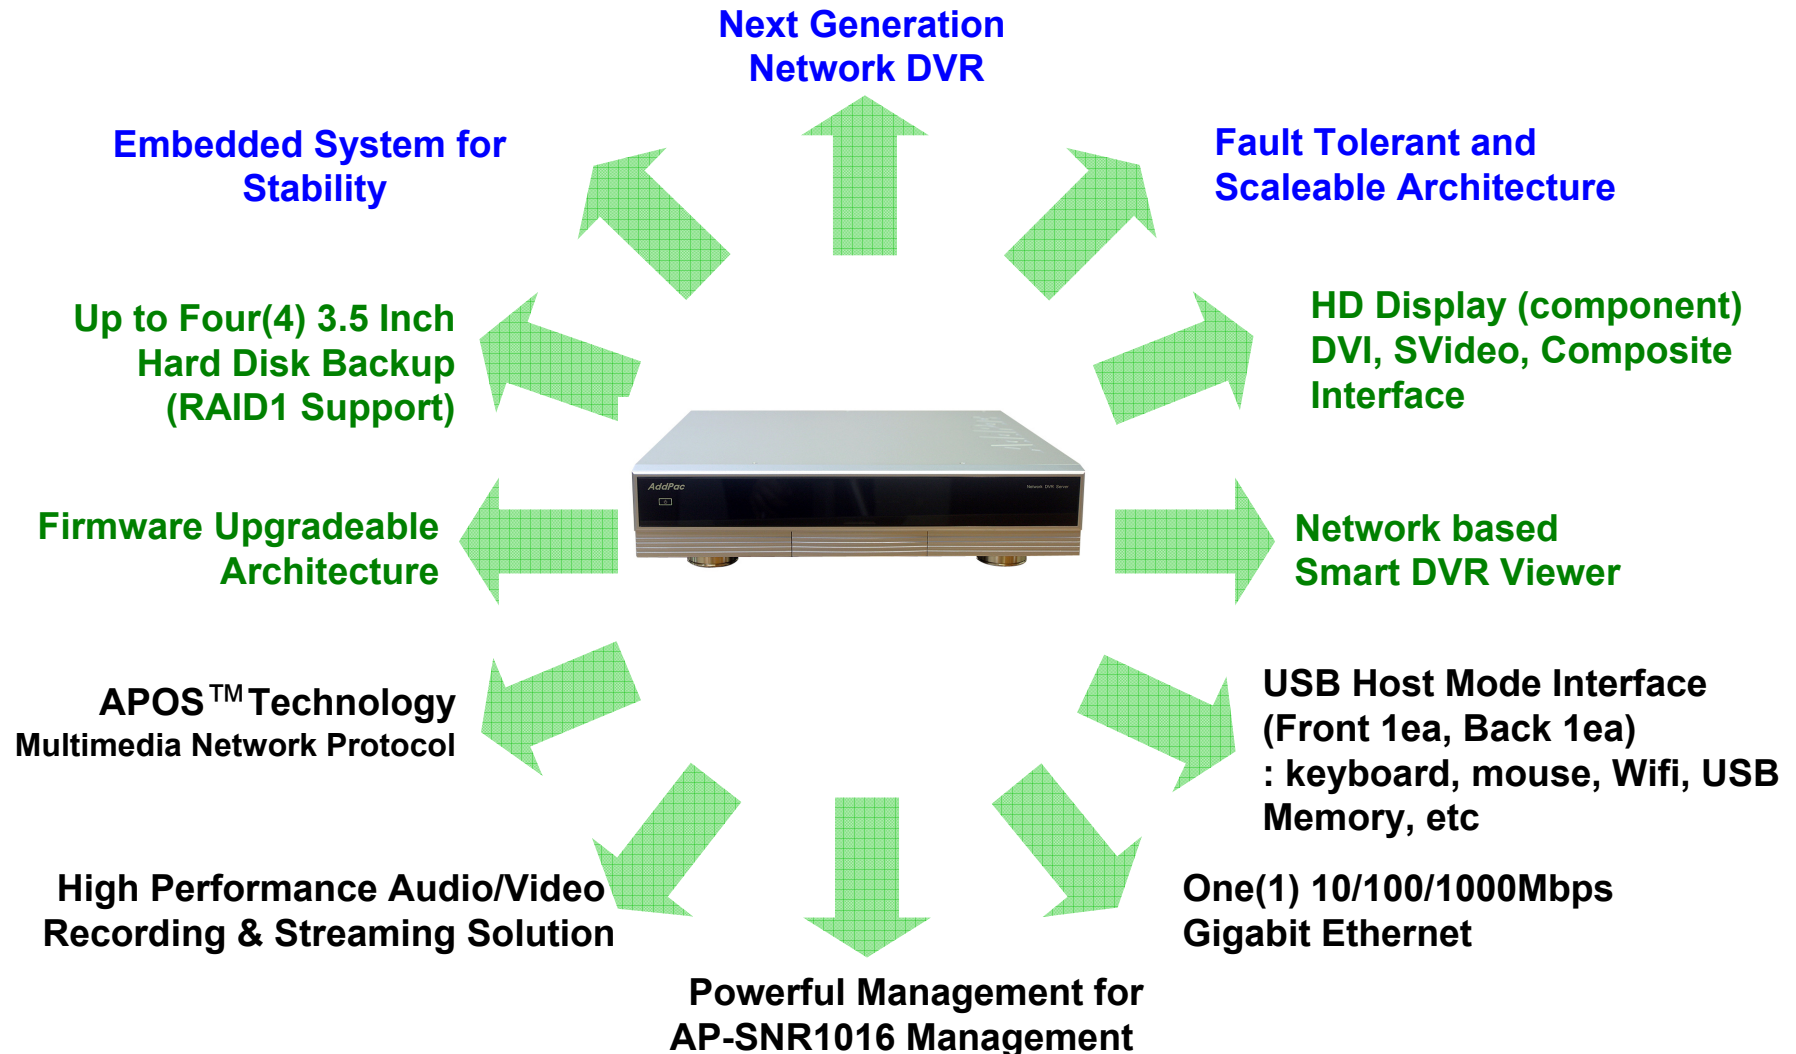 Next Generation
Network DVR
Embedded System for
Stability
Fault Tolerant and
Scaleable Architecture
Up to Four(4) 3.5 Inch
Hard Disk Backup
(RAID1 Support)
HD Display (component)
DVI, SVideo, Composite
Interface
AddPac
Network DVR Server
Firmware Upgradeable
Architecture
Network based
Smart DVR Viewer
APOS™ Technology
Multimedia Network Protocol
USB Host Mode Interface
(Front 1ea, Back 1ea)
: keyboard, mouse, Wifi, USB
Memory, etc
High Performance Audio/Video
Recording & Streaming Solution
One(1) 10/100/1000Mbps
Gigabit Ethernet
Powerful Management for
AP-SNR1016 Management